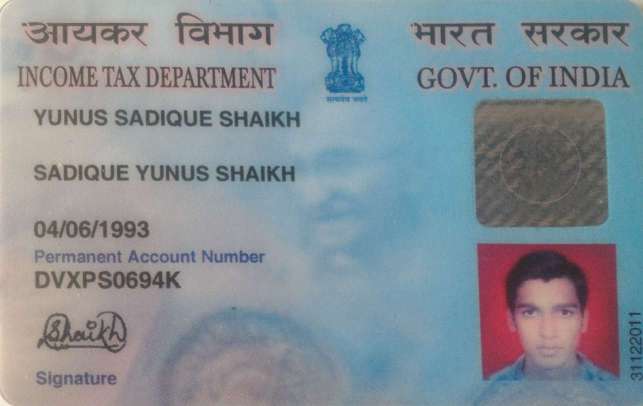 आयकर विभाग
INCOME TAX DEPARTMENT
भारत सरकार
GOVT. OF INDIA
सत्यमेव जयते
YUNUS SADIQUE SHAIKH
SADIQUE YUNUS SHAIKH
04/06/1993
Permanent Account Number
DVXPS0694K
Shaikh
Signature
31122011